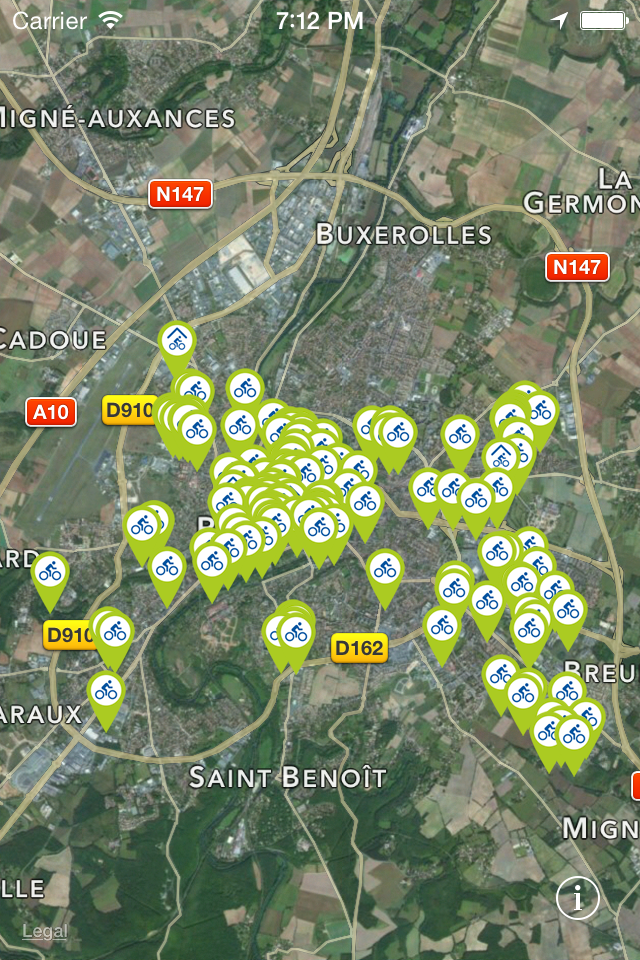 Carrier 7:12 PM
MIGNÉ-AUXANCES
LA
GERMON
N147
BUXEROLLES
N147
CADOUE
A10
D910
ARD
D910
D162
BREU
ARAUX
SAINT BENOÎT
MIGN
LLE
i
Legal